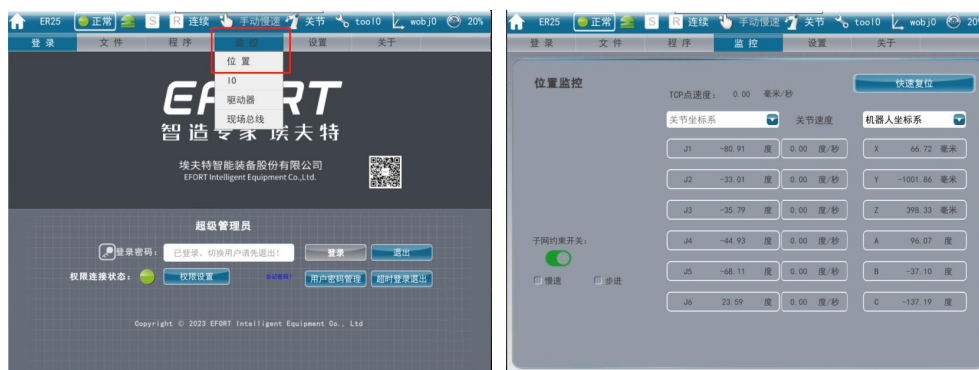 ER25 正常 S R 连续 手动慢速 关节 tool0 wobj0 20%
登录 文件 程序 监控 设置 关于
位置
IO
驱动器
现场总线
EFORT
智造专家 埃夫特
埃夫特智能装备股份有限公司
EFORT Intelligent Equipment Co.,Ltd.
超级管理员
登录密码： 已登录、切换用户请先退出！ 登录 退出
权限连接状态： 权限设置 忘记密码？ 用户密码管理 超时登录退出
Copyright © 2023 EFORT Intelligent Equipment Co., Ltd
ER25 正常 S R 连续 手动慢速 关节 tool0 wobj0 20
登录 文件 程序 监控 设置 关于
位置监控 TCP点速度： 0.00 毫米/秒 快速复位
关节坐标系 关节速度 机器人坐标系
J1 -80.91 度 0.00 度/秒 X 66.72 毫米
J2 -33.01 度 0.00 度/秒 Y -1001.86 毫米
J3 -35.79 度 0.00 度/秒 Z 398.33 毫米
子网约束开关： J4 -44.93 度 0.00 度/秒 A 96.07 度
慢速 步进 J5 -68.11 度 0.00 度/秒 B -37.10 度
J6 23.59 度 0.00 度/秒 C -137.19 度